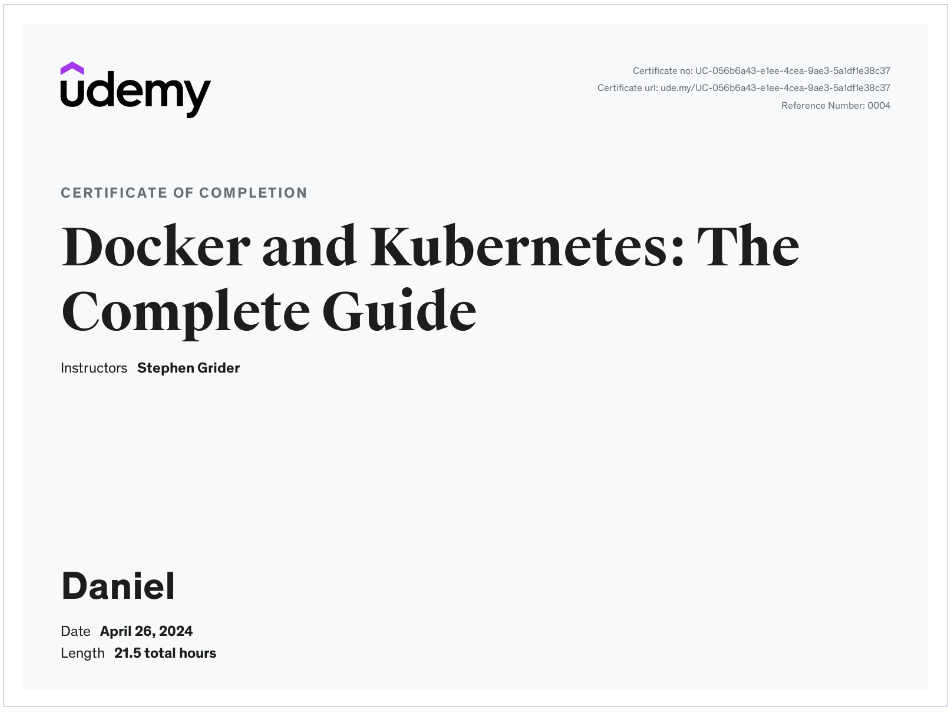 udemy
Certificate no: UC-056b6a43-e1ee-4cea-9ae3-5a1df1e38c37
Certificate url: ude.my/UC-056b6a43-e1ee-4cea-9ae3-5a1df1e38c37
Reference Number: 0004
CERTIFICATE OF COMPLETION
Docker and Kubernetes: The
Complete Guide
Instructors Stephen Grider
Daniel
Date April 26, 2024
Length 21.5 total hours